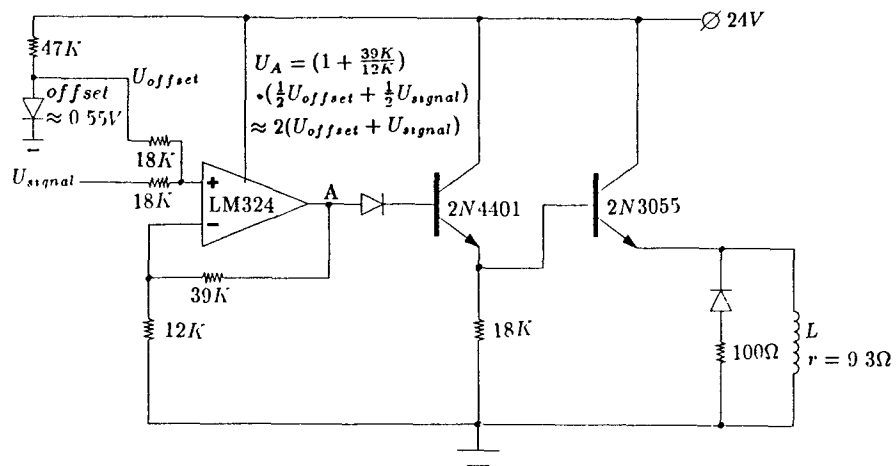 24V
47K
U_A = (1 + 39K/12K)
U_offset
offset
·(1/2 U_offset + 1/2 U_signal)
≈ 0 55V
≈ 2(U_offset + U_signal)
18K
U_signal
18K
+
LM324
−
A
2N4401
2N3055
39K
12K
18K
100Ω
L
r = 9 3Ω